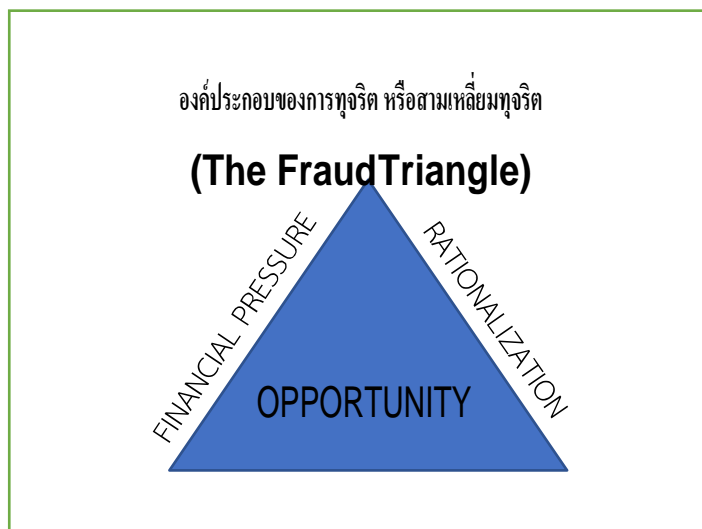 องค์ประกอบของการทุจริต หรือสามเหลี่ยมทุจริต
(The FraudTriangle)
FINANCIAL PRESSURE
RATIONALIZATION
OPPORTUNITY